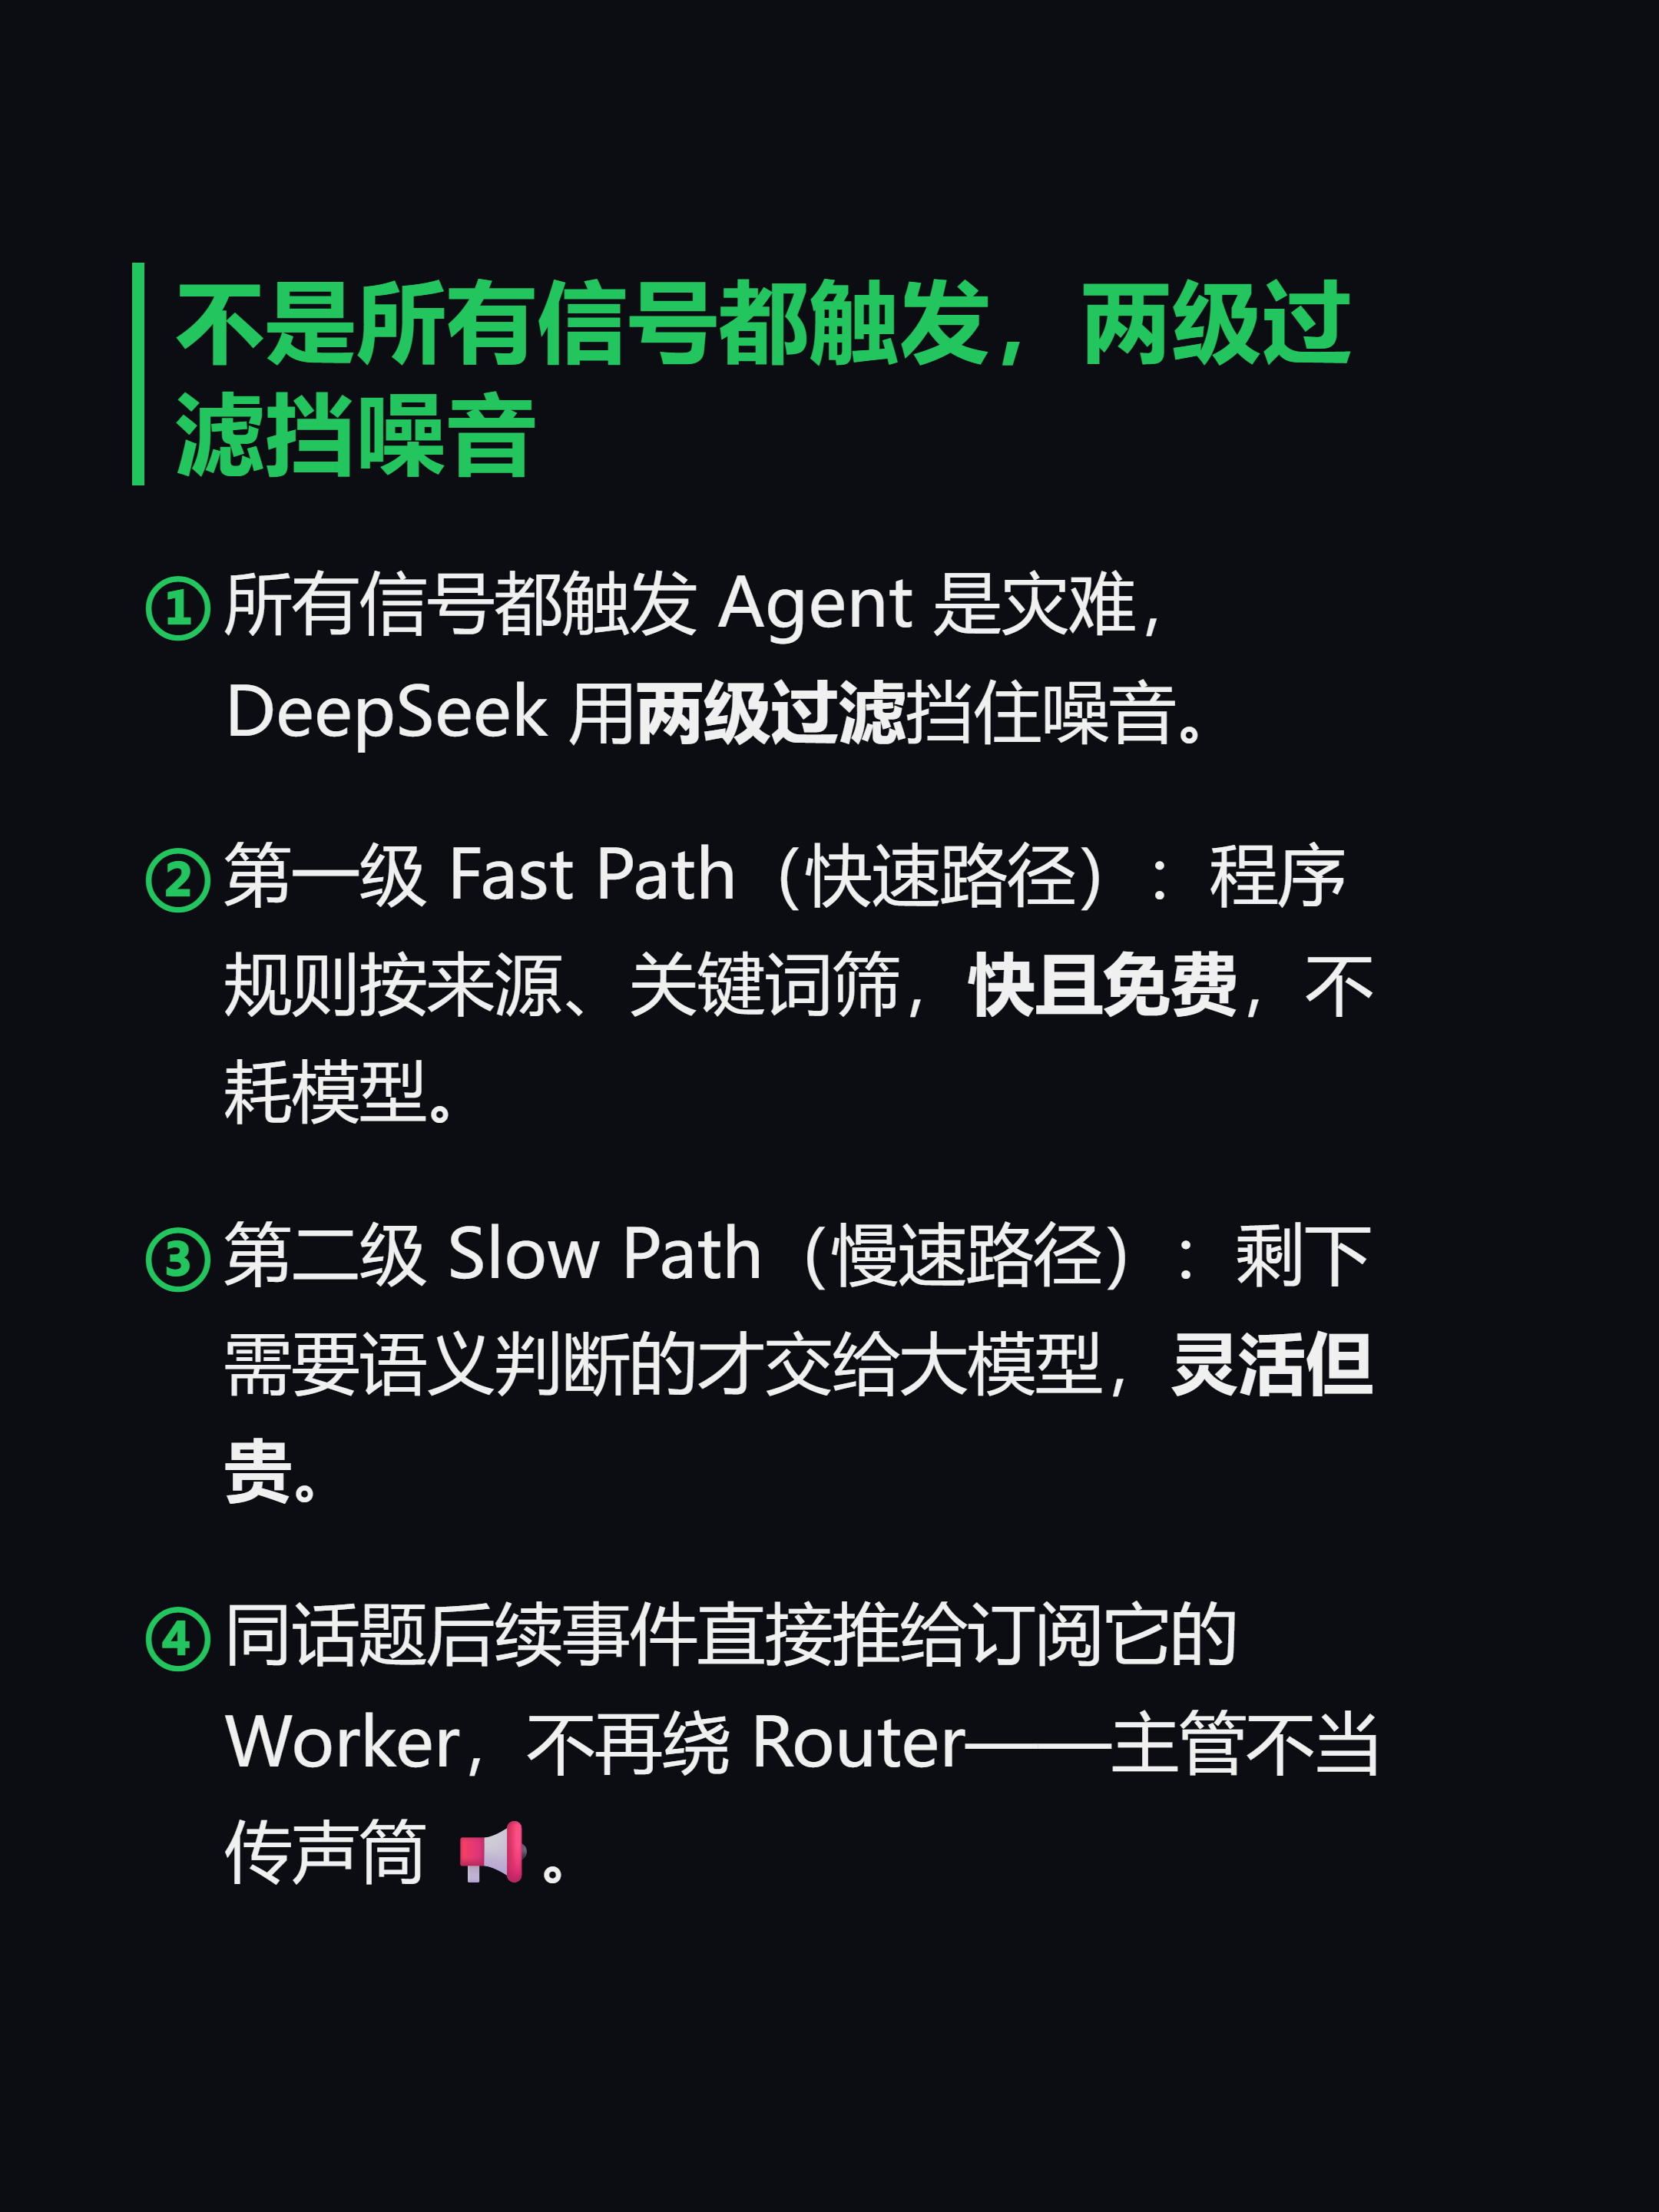 不是所有信号都触发，两级过
滤挡噪音
① 所有信号都触发 Agent 是灾难，
DeepSeek 用两级过滤挡住噪音。
② 第一级 Fast Path（快速路径）：程序
规则按来源、关键词筛，快且免费，不
耗模型。
③ 第二级 Slow Path（慢速路径）：剩下
需要语义判断的才交给大模型，灵活但
贵。
④ 同话题后续事件直接推给订阅它的
Worker，不再绕 Router——主管不当
传声筒 📢。